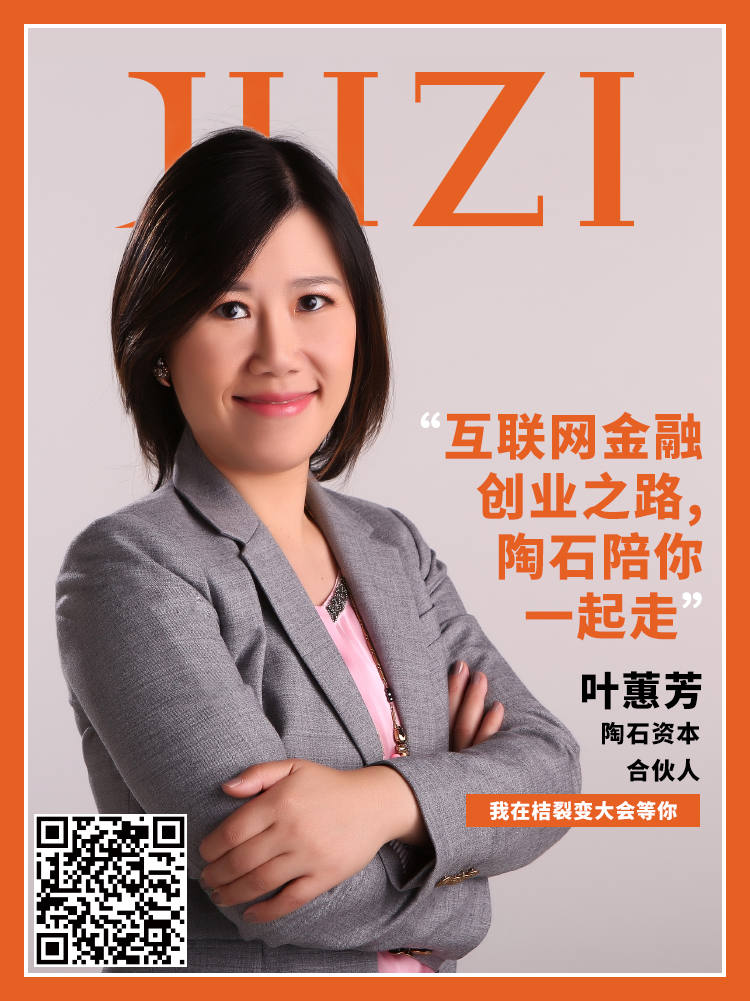 JUZI
“互联网金融
创业之路,
陶石陪你
一起走”
叶蕙芳
陶石资本
合伙人
我在桔裂变大会等你